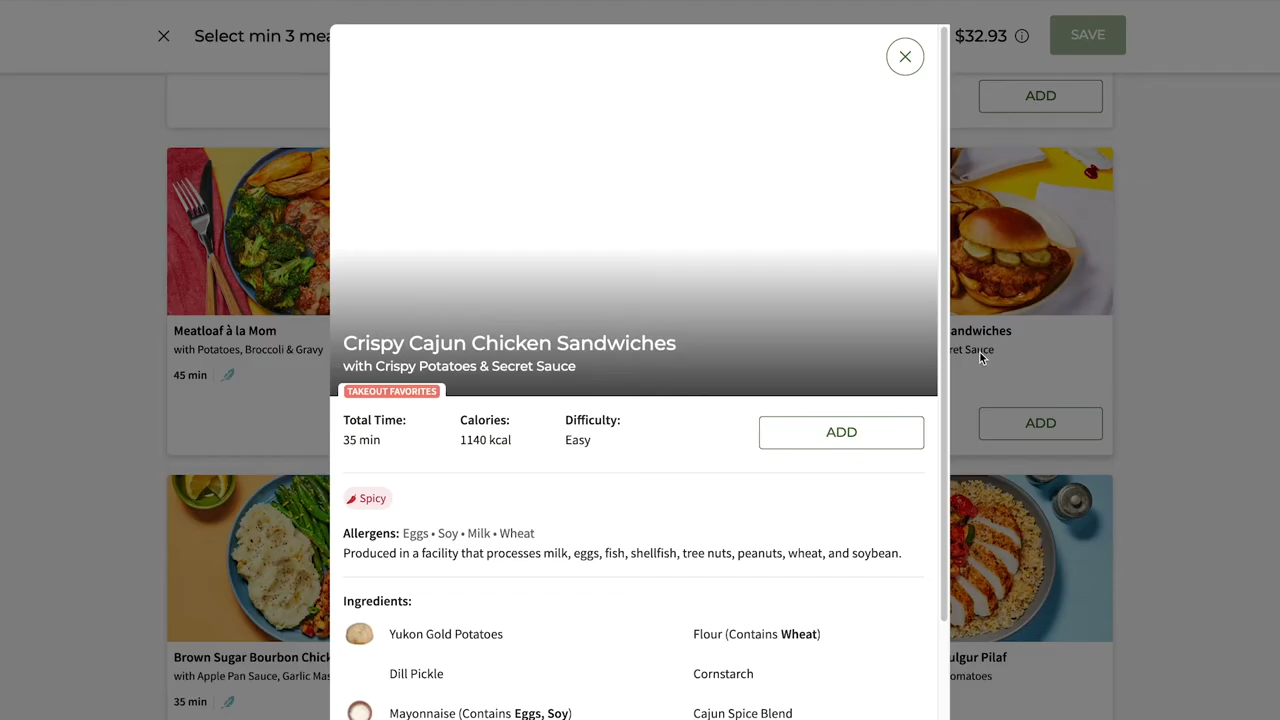 Select min 3 mea
$32.93
SAVE
ADD
Crispy Cajun Chicken Sandwiches
with Crispy Potatoes & Secret Sauce
TAKEOUT FAVORITES
Total Time:
35 min
Calories:
1140 kcal
Difficulty:
Easy
ADD
Spicy
Allergens: Eggs • Soy • Milk • Wheat
Produced in a facility that processes milk, eggs, fish, shellfish, tree nuts, peanuts, wheat, and soybean.
Ingredients:
Yukon Gold Potatoes
Flour (Contains Wheat)
Dill Pickle
Cornstarch
Mayonnaise (Contains Eggs, Soy)
Cajun Spice Blend
Meatloaf à la Mom
with Potatoes, Broccoli & Gravy
45 min
andwiches
ret Sauce
ADD
Brown Sugar Bourbon Chick
with Apple Pan Sauce, Garlic Mas
35 min
ulgur Pilaf
omatoes